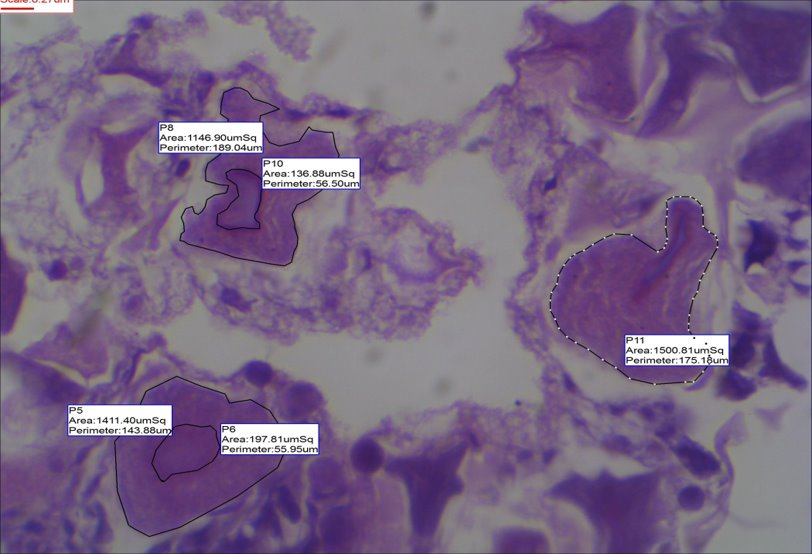 P8
Area:1146.90umSq
Perimeter:189.04um
P10
Area:136.88umSq
Perimeter:56.50um
P11
Area:1500.81umSq
Perimeter:175.18um
P5
Area:1411.40umSq
Perimeter:143.88um
P6
Area:197.81umSq
Perimeter:55.95um